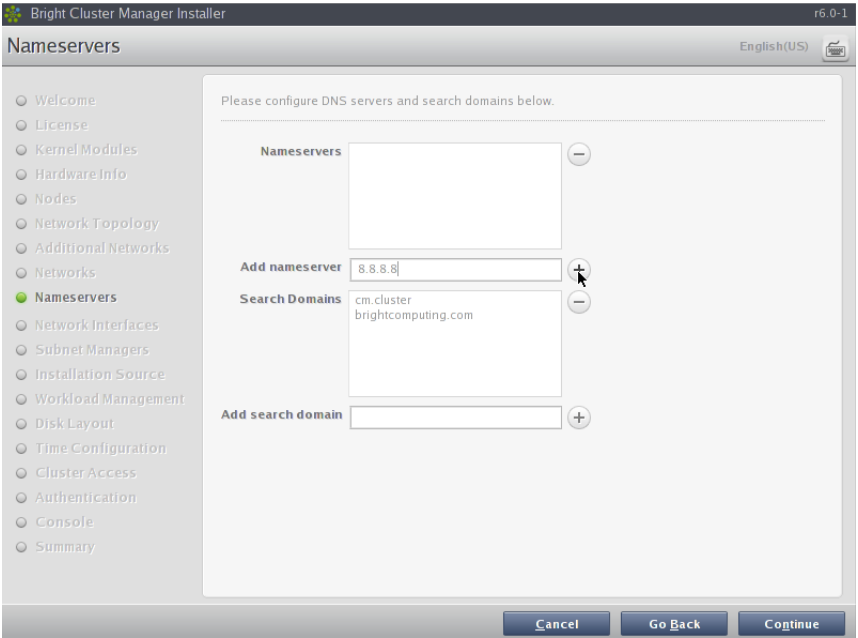 Bright Cluster Manager Installer r6.0-1
Nameservers English(US)
Welcome
License
Kernel Modules
Hardware Info
Nodes
Network Topology
Additional Networks
Networks
Nameservers
Network Interfaces
Subnet Managers
Installation Source
Workload Management
Disk Layout
Time Configuration
Cluster Access
Authentication
Console
Summary
Please configure DNS servers and search domains below.
Nameservers
Add nameserver 8.8.8.8
Search Domains cm.cluster
brightcomputing.com
Add search domain
Cancel Go Back Continue